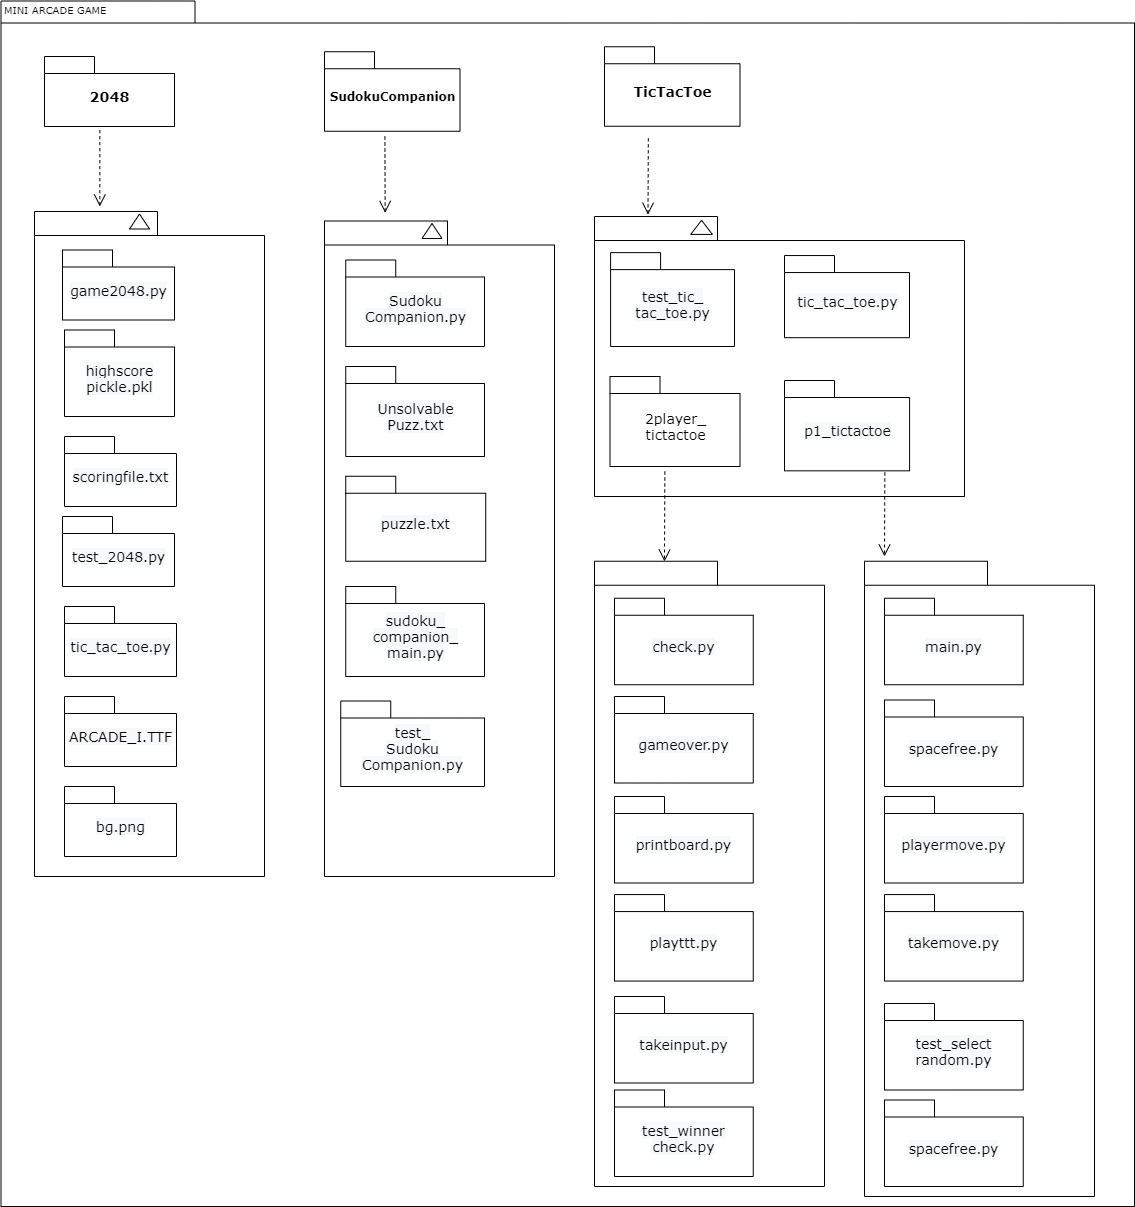 MINI ARCADE GAME
2048
SudokuCompanion
TicTacToe
game2048.py
highscore
pickle.pkl
scoringfile.txt
test_2048.py
tic_tac_toe.py
ARCADE_I.TTF
bg.png
Sudoku
Companion.py
Unsolvable
Puzz.txt
puzzle.txt
sudoku_
companion_
main.py
test_
Sudoku
Companion.py
test_tic_
tac_toe.py
tic_tac_toe.py
2player_
tictactoe
p1_tictactoe
check.py
gameover.py
printboard.py
playttt.py
takeinput.py
test_winner
check.py
main.py
spacefree.py
playermove.py
takemove.py
test_select
random.py
spacefree.py